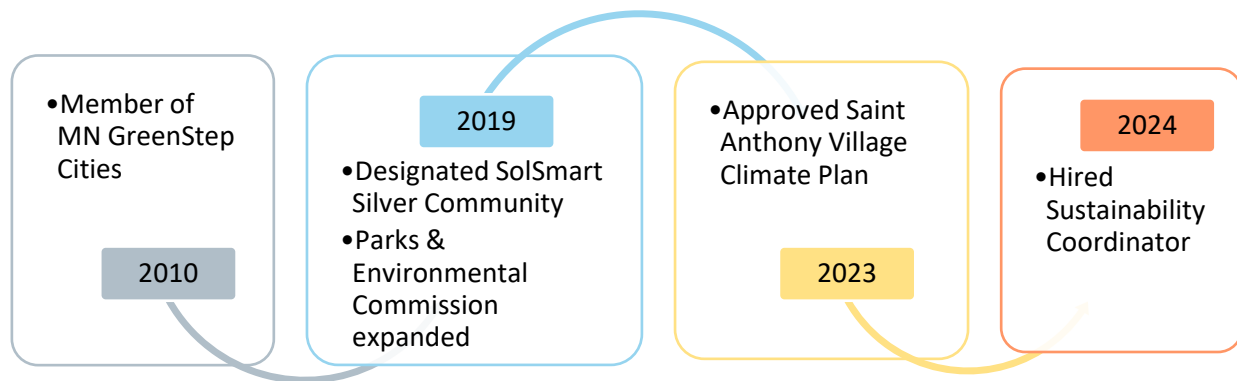 •Member of
MN GreenStep
Cities
2010
2019
•Designated SolSmart
Silver Community
•Parks &
Environmental
Commission
expanded
•Approved Saint
Anthony Village
Climate Plan
2023
2024
•Hired
Sustainability
Coordinator